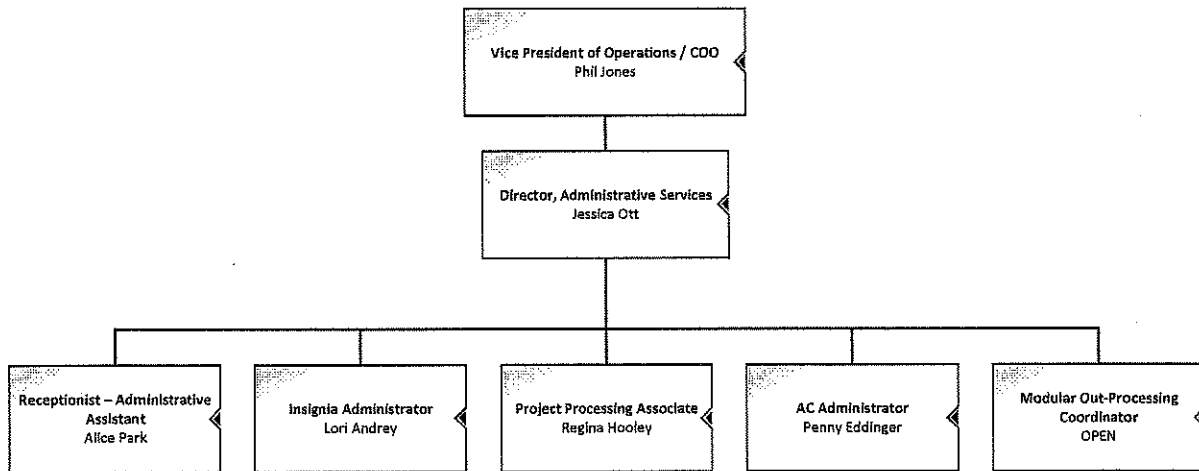 Vice President of Operations / COO
Phil Jones
Director, Administrative Services
Jessica Ott
Receptionist – Administrative
Assistant
Alice Park
Insignia Administrator
Lori Andrey
Project Processing Associate
Regina Hooley
AC Administrator
Penny Eddinger
Modular Out-Processing
Coordinator
OPEN